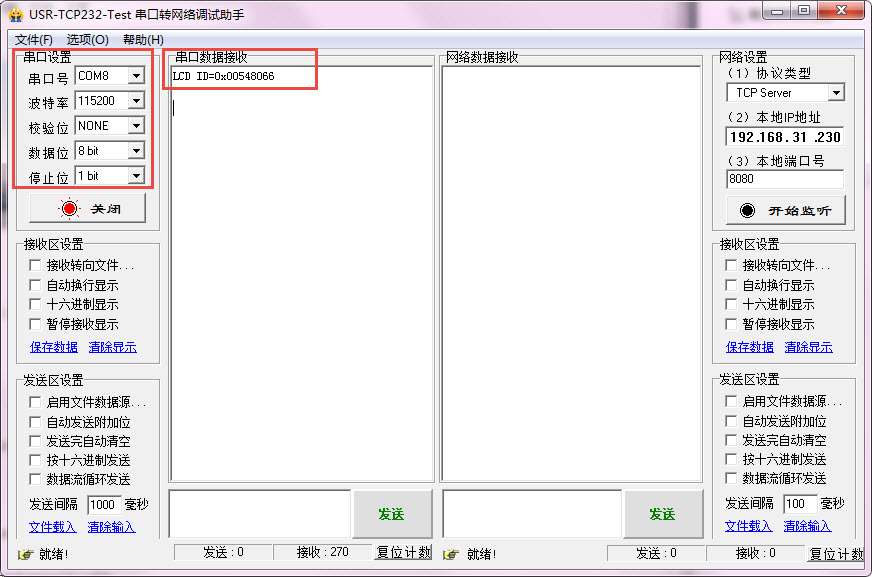 USR-TCP232-Test 串口转网络调试助手
文件(F) 选项(O) 帮助(H)
串口设置
串口号 COM8
波特率 115200
校验位 NONE
数据位 8 bit
停止位 1 bit
关闭
接收区设置
接收转向文件...
自动换行显示
十六进制显示
暂停接收显示
保存数据 清除显示
发送区设置
启用文件数据源...
自动发送附加位
发送完自动清空
按十六进制发送
数据流循环发送
发送间隔 1000 毫秒
文件载入 清除输入
串口数据接收
LCD ID=0x00548066
发送
网络数据接收
发送
网络设置
(1) 协议类型
TCP Server
(2) 本地IP地址
192.168.31.230
(3) 本地端口号
8080
开始监听
接收区设置
接收转向文件...
自动换行显示
十六进制显示
暂停接收显示
保存数据 清除显示
发送区设置
启用文件数据源...
自动发送附加位
发送完自动清空
按十六进制发送
数据流循环发送
发送间隔 100 毫秒
文件载入 清除输入
就绪! 发送:0 接收:270 复位计数 就绪! 发送:0 接收:0 复位计数